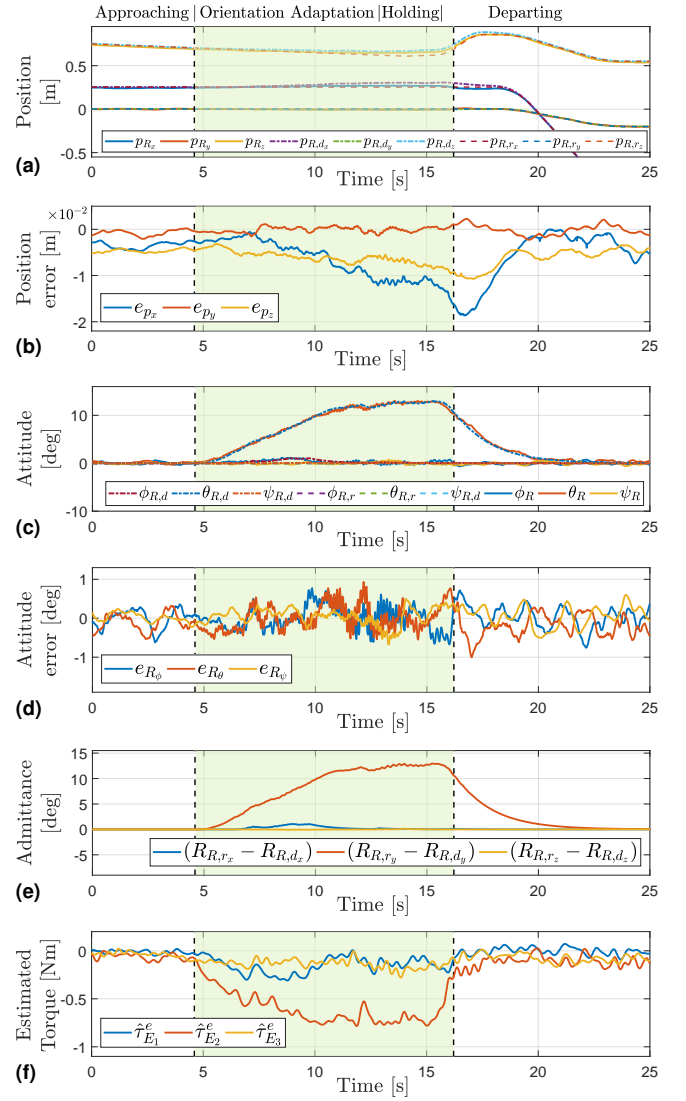 Approaching | Orientation Adaptation |Holding| Departing
Position [m]
0.5
0
-0.5
p_{R_x} p_{R_y} p_{R_z} p_{R,d_x} p_{R,d_y} p_{R,d_z} p_{R,r_x} p_{R,r_y} p_{R,r_z}
(a)
0 5 10 15 20 25
Time [s]
×10⁻²
Position error [m]
0
-1
-2
e_{p_x} e_{p_y} e_{p_z}
(b)
0 5 10 15 20 25
Time [s]
Attitude [deg]
10
0
-10
ϕ_{R,d} θ_{R,d} ψ_{R,d} ϕ_{R,r} θ_{R,r} ψ_{R,d} ϕ_R θ_R ψ_R
(c)
0 5 10 15 20 25
Time [s]
Attitude error [deg]
1
0
-1
e_{R_ϕ} e_{R_θ} e_{R_ψ}
(d)
0 5 10 15 20 25
Time [s]
Admittance [deg]
15
10
5
0
-5
(R_{R,r_x} − R_{R,d_x}) (R_{R,r_y} − R_{R,d_y}) (R_{R,r_z} − R_{R,d_z})
(e)
0 5 10 15 20 25
Time [s]
Estimated Torque [Nm]
0
-0.5
-1
τ̂^e_{E_1} τ̂^e_{E_2} τ̂^e_{E_3}
(f)
0 5 10 15 20 25
Time [s]